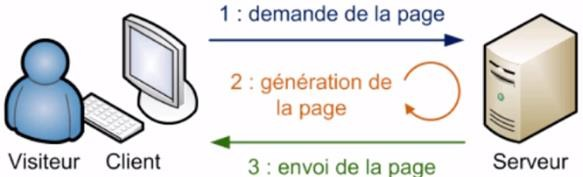 1 : demande de la page
2 : génération de
la page
3 : envoi de la page
Visiteur
Client
Serveur